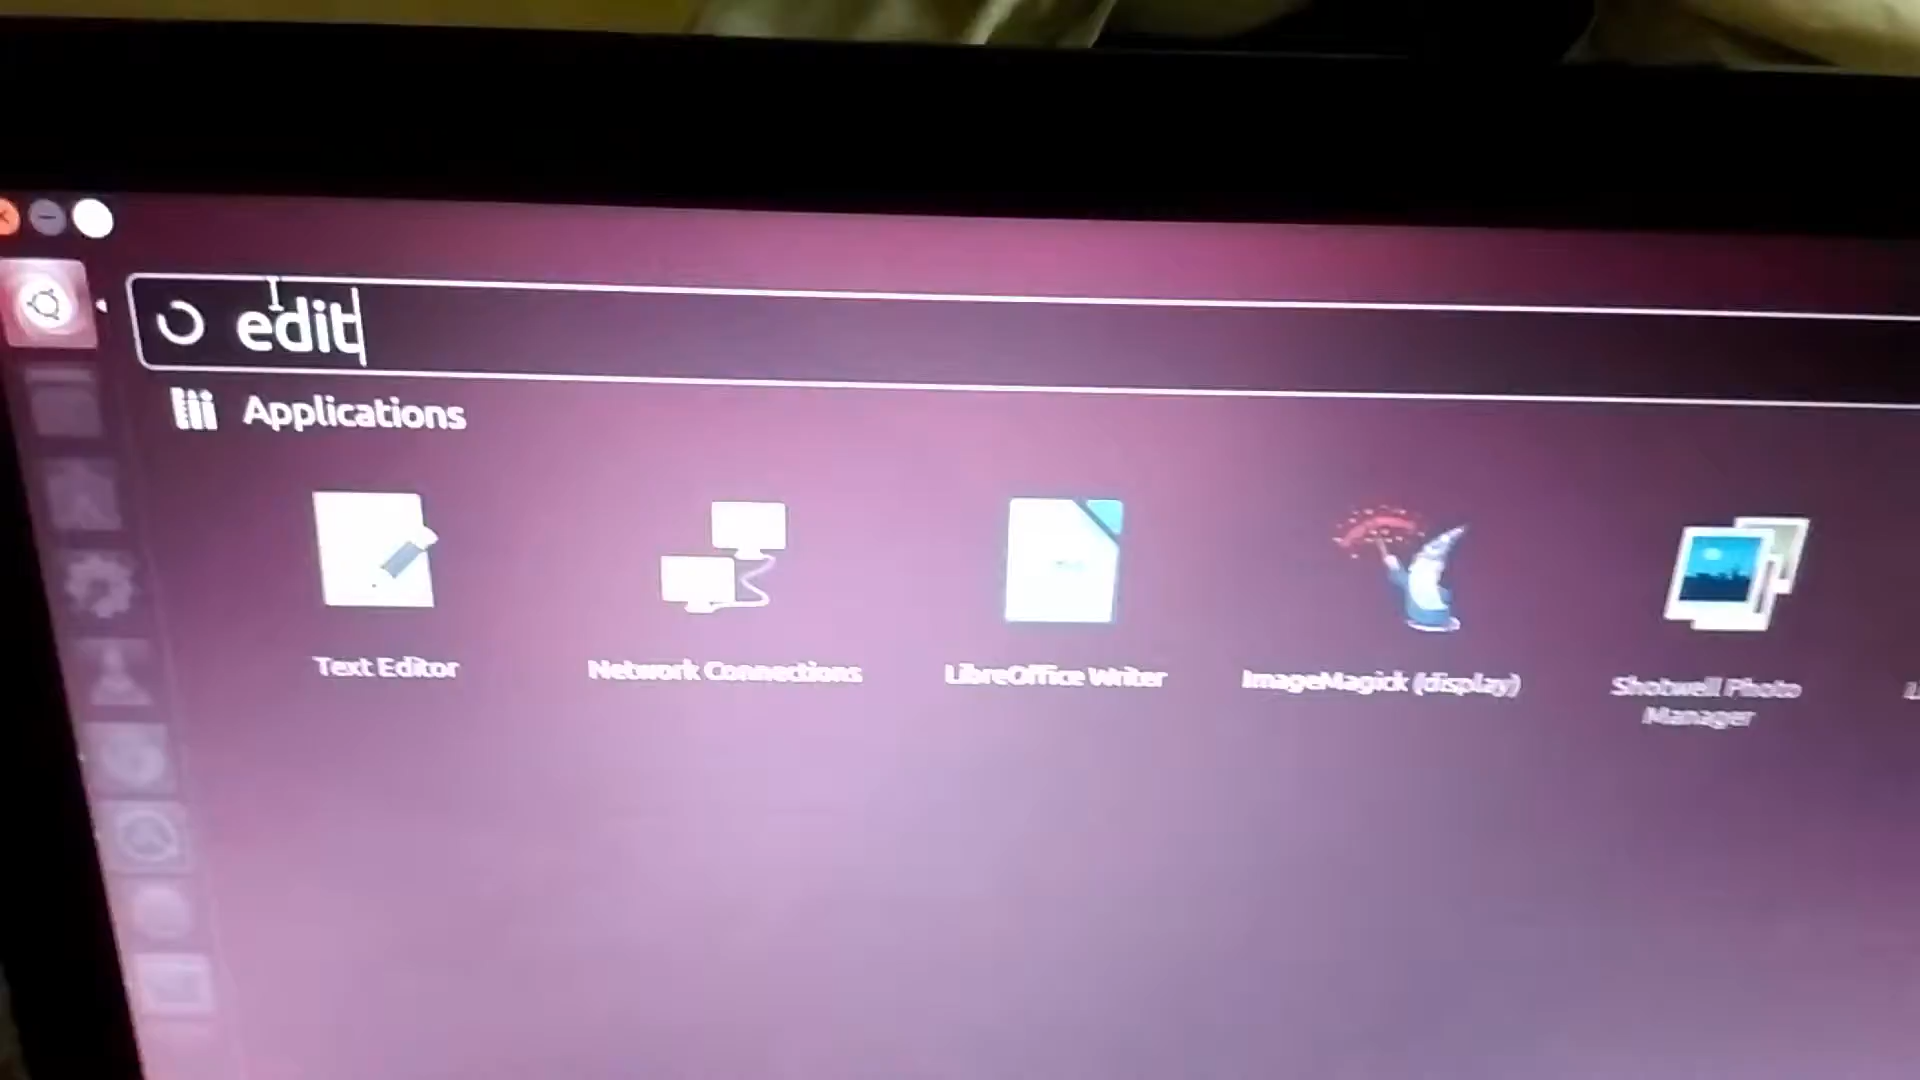 edit
Applications
Text Editor
Network Connections
LibreOffice Writer
ImageMagick (display)
Shotwell Photo
Manager